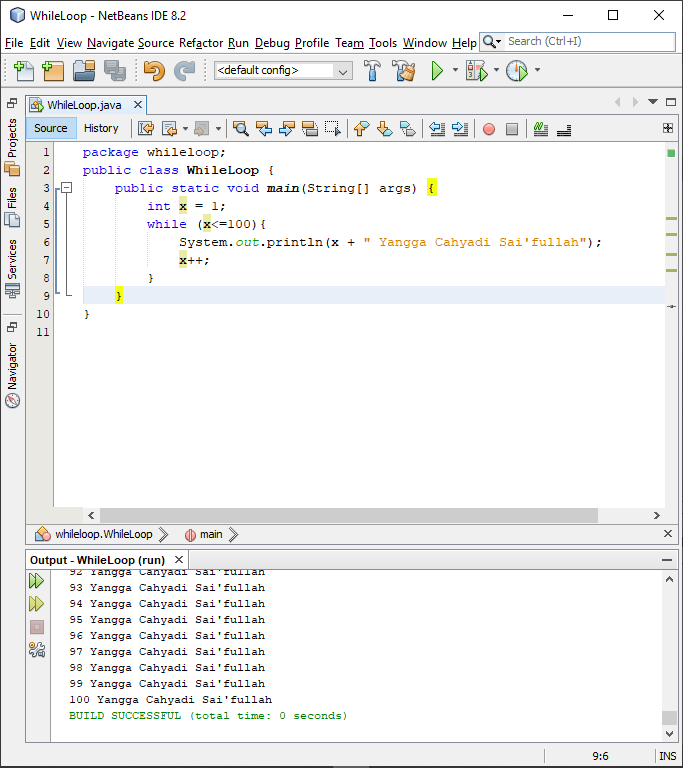 WhileLoop - NetBeans IDE 8.2
File Edit View Navigate Source Refactor Run Debug Profile Team Tools Window Help Search (Ctrl+I)
<default config>
WhileLoop.java
Source History
Projects
Files
Services
Navigator
1 package whileloop;
2 public class WhileLoop {
3 public static void main(String[] args) {
4 int x = 1;
5 while (x<=100){
6 System.out.println(x + " Yangga Cahyadi Sai'fullah");
7 x++;
8 }
9 }
10 }
11
whileloop.WhileLoop main
Output - WhileLoop (run)
92 Yangga Cahyadi Sai'fullah
93 Yangga Cahyadi Sai'fullah
94 Yangga Cahyadi Sai'fullah
95 Yangga Cahyadi Sai'fullah
96 Yangga Cahyadi Sai'fullah
97 Yangga Cahyadi Sai'fullah
98 Yangga Cahyadi Sai'fullah
99 Yangga Cahyadi Sai'fullah
100 Yangga Cahyadi Sai'fullah
BUILD SUCCESSFUL (total time: 0 seconds)
9:6 INS